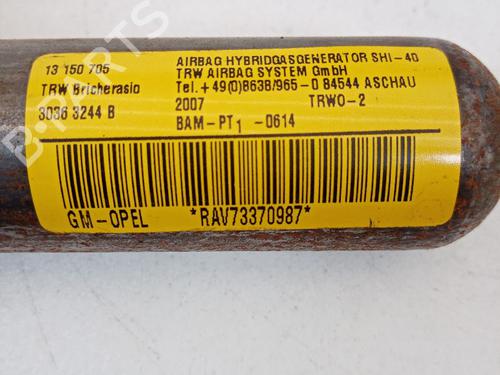 13 150 705
TRW Bricherasio
3036 3244 B
AIRBAG HYBRIDGASGENERATOR SHI-40
TRW AIRBAG SYSTEM GmbH
Tel.+49(0)8638/965-0 84544 ASCHAU
2007 TRWO-2
BAM-PT1 -0614
GM-OPEL *RAV73370987*
B-PARTS